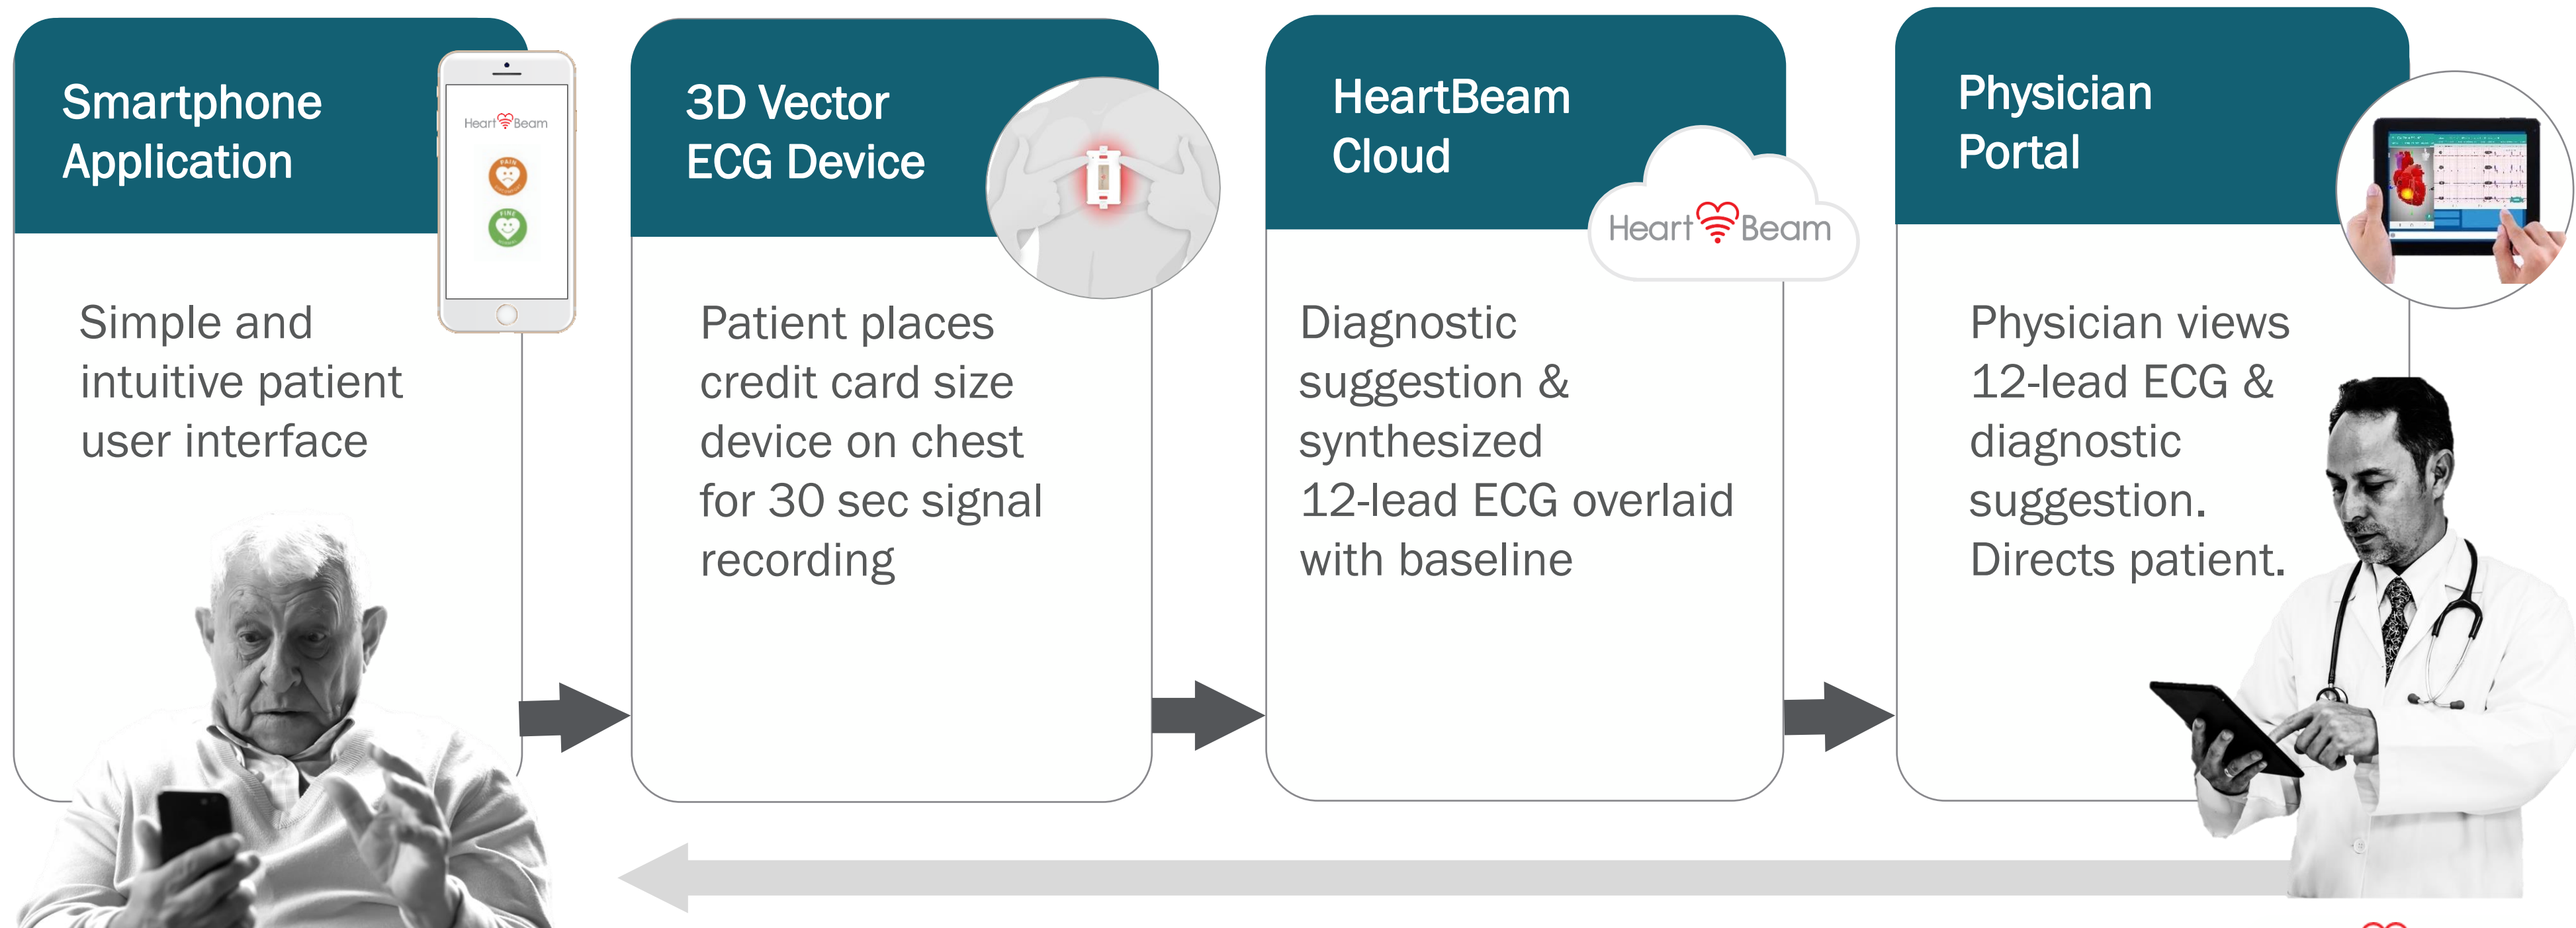 Smartphone
Application
Heart Beam
PAIN
FINE
Simple and
intuitive patient
user interface
3D Vector
ECG Device
Patient places
credit card size
device on chest
for 30 sec signal
recording
HeartBeam
Cloud
Heart Beam
Diagnostic
suggestion &
synthesized
12-lead ECG overlaid
with baseline
Physician
Portal
Physician views
12-lead ECG &
diagnostic
suggestion.
Directs patient.